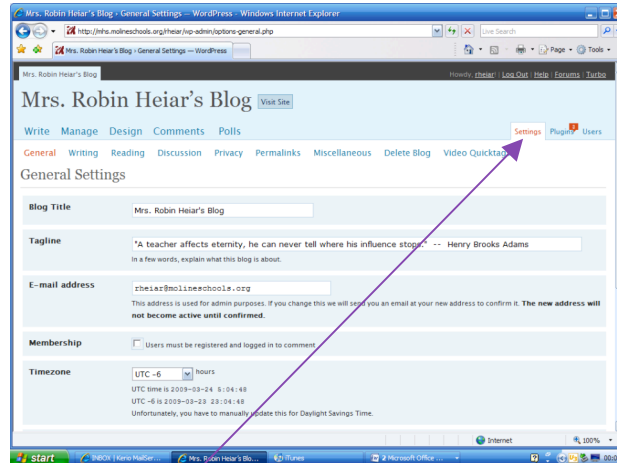 Mrs. Robin Heiar's Blog › General Settings — WordPress - Windows Internet Explorer
http://mhs.molineschools.org/rheiar/wp-admin/options-general.php
Live Search
Mrs. Robin Heiar's Blog › General Settings — WordPress
Page
Tools
Mrs. Robin Heiar's Blog
Howdy, rheiar! | Log Out | Help | Forums | Turbo
Mrs. Robin Heiar's Blog Visit Site
Write Manage Design Comments Polls
Settings Plugins Users
General Writing Reading Discussion Privacy Permalinks Miscellaneous Delete Blog Video Quicktags
General Settings
Blog Title
Mrs. Robin Heiar's Blog
Tagline
"A teacher affects eternity, he can never tell where his influence stops." -- Henry Brooks Adams
In a few words, explain what this blog is about.
E-mail address
rheiar@molineschools.org
This address is used for admin purposes. If you change this we will send you an email at your new address to confirm it. The new address will
not become active until confirmed.
Membership
Users must be registered and logged in to comment
Timezone
UTC -6 hours
UTC time is 2009-03-24 5:04:48
UTC -6 is 2009-03-23 23:04:48
Unfortunately, you have to manually update this for Daylight Savings Time.
Internet
100%
start
INBOX | Kerio MailSer...
Mrs. Robin Heiar's Blo...
iTunes
2 Microsoft Office ...